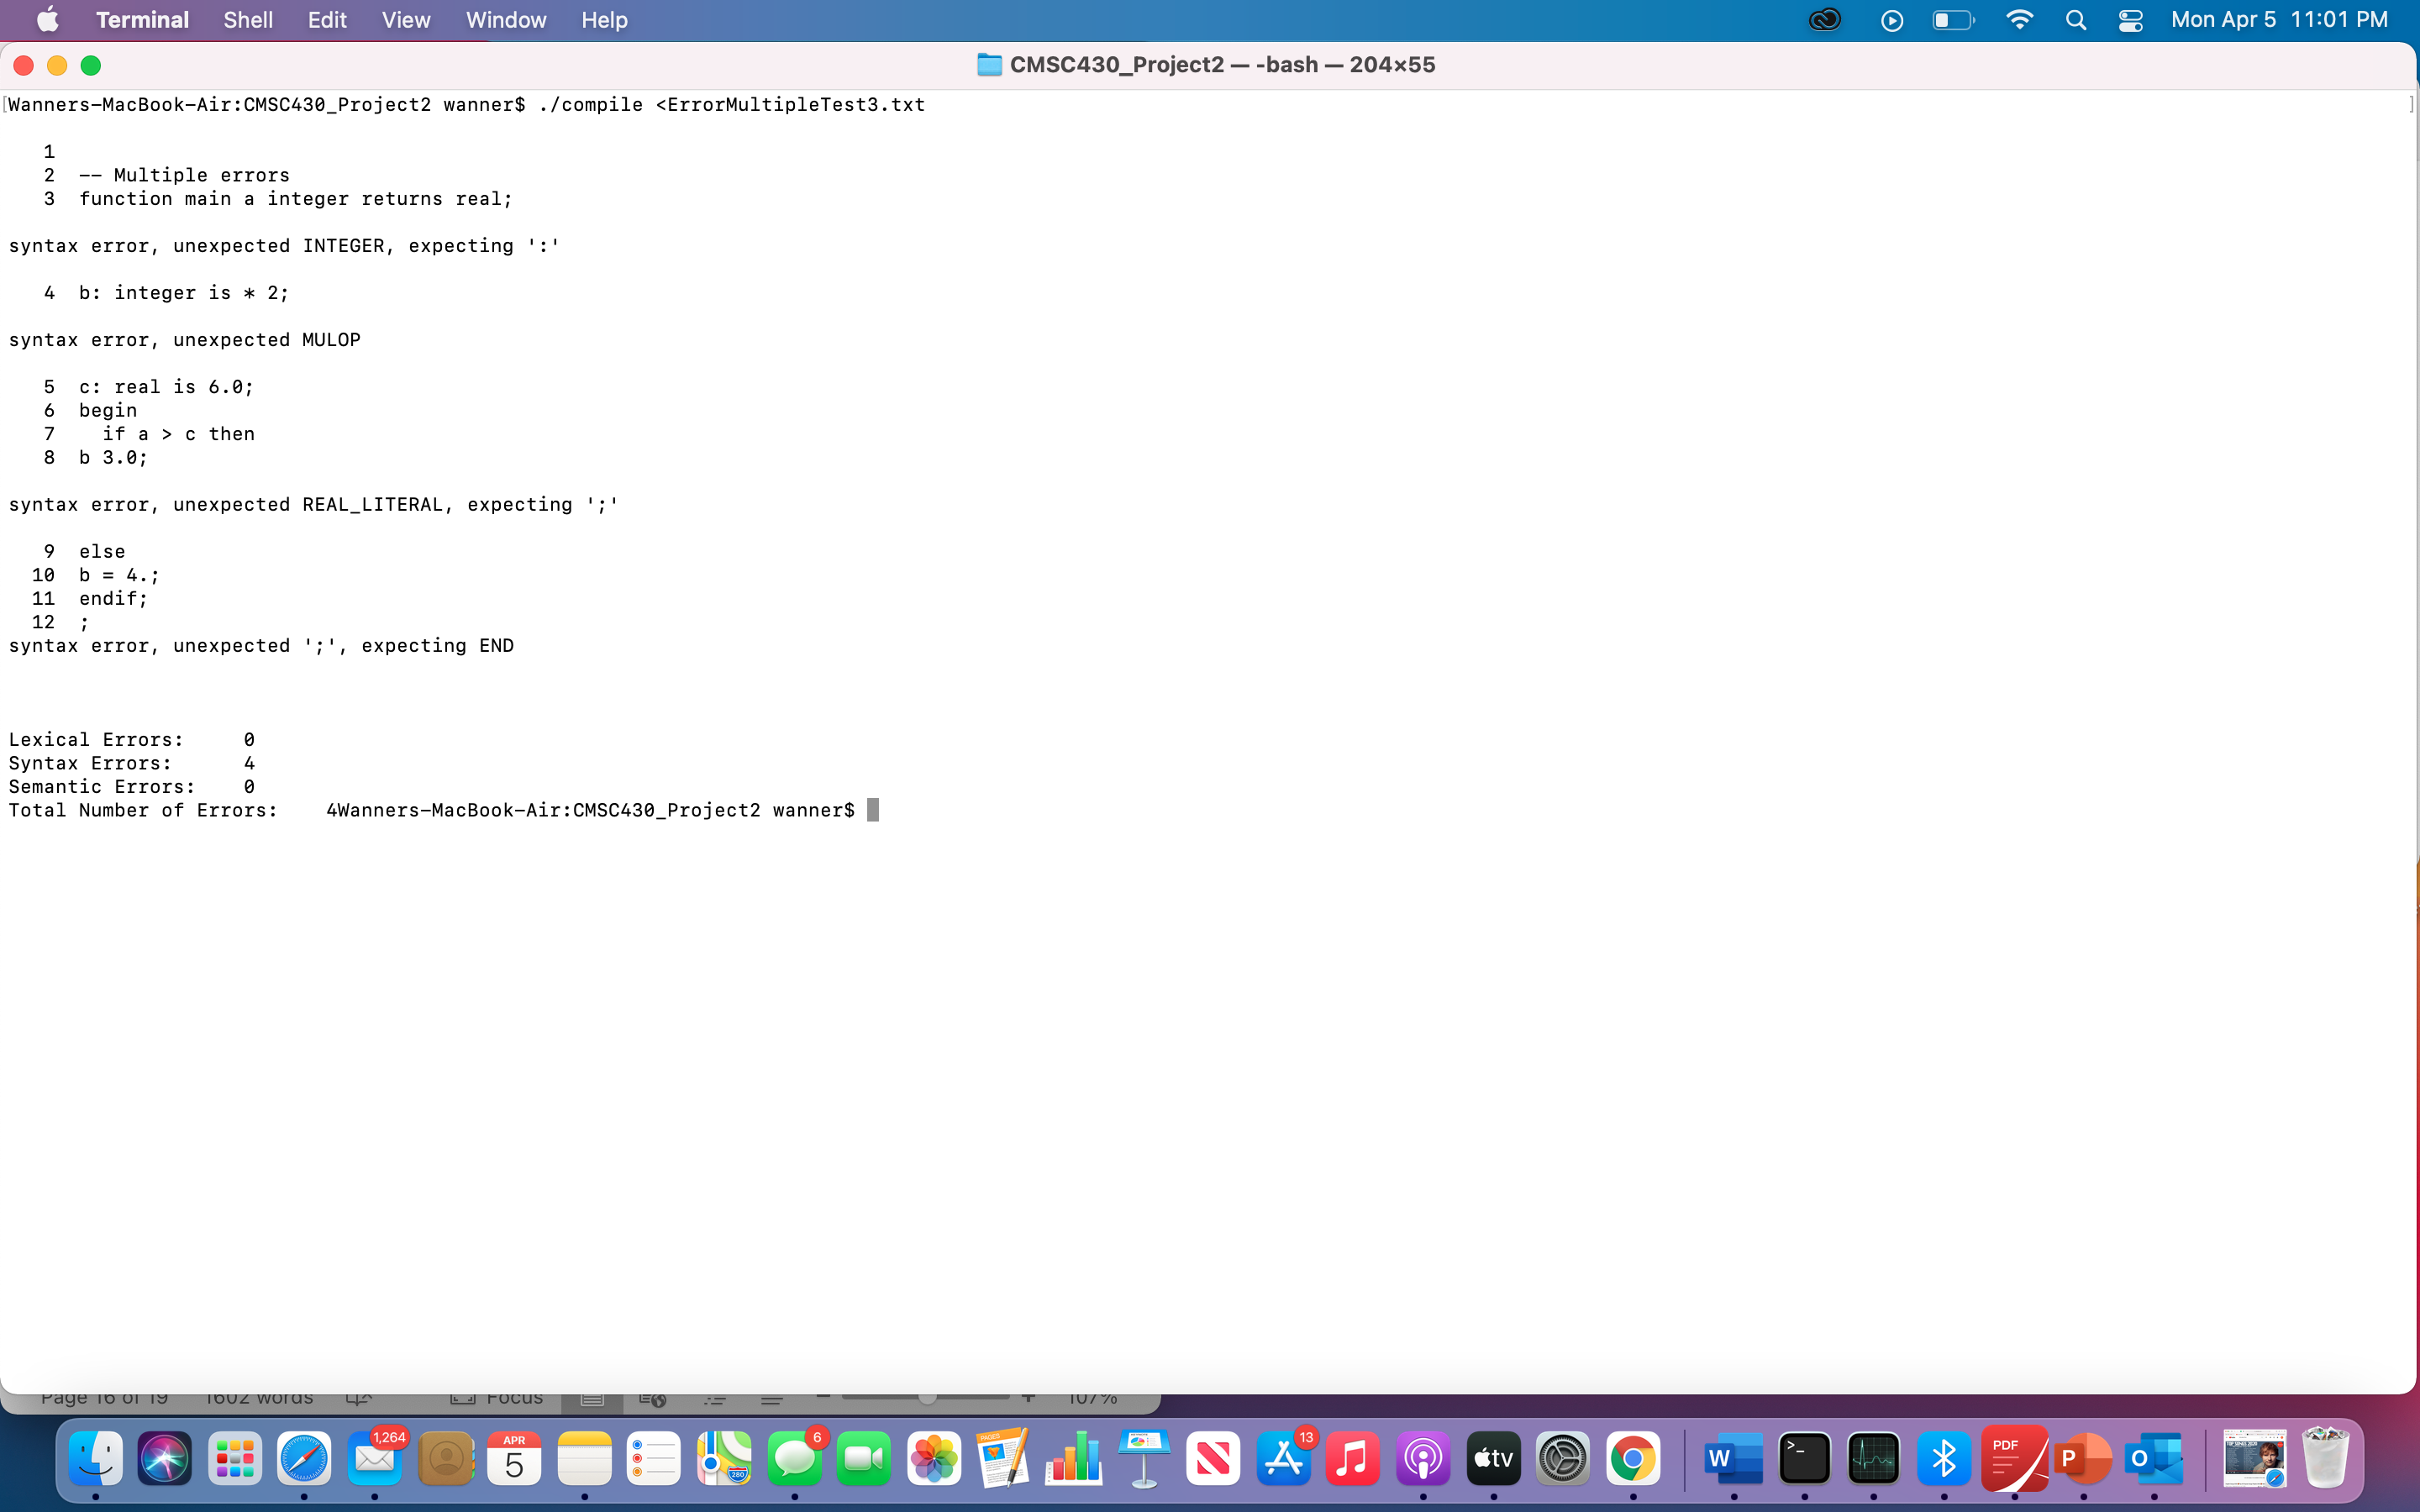 Terminal Shell Edit View Window Help Mon Apr 5 11:01 PM
CMSC430_Project2 — -bash — 204×55
[Wanners-MacBook-Air:CMSC430_Project2 wanner$ ./compile <ErrorMultipleTest3.txt ]
1
2 -- Multiple errors
3 function main a integer returns real;
syntax error, unexpected INTEGER, expecting ':'
4 b: integer is * 2;
syntax error, unexpected MULOP
5 c: real is 6.0;
6 begin
7 if a > c then
8 b 3.0;
syntax error, unexpected REAL_LITERAL, expecting ';'
9 else
10 b = 4.;
11 endif;
12 ;
syntax error, unexpected ';', expecting END
Lexical Errors: 0
Syntax Errors: 4
Semantic Errors: 0
Total Number of Errors: 4Wanners-MacBook-Air:CMSC430_Project2 wanner$
Page 16 of 19 1602 words Focus 107%
1,264 APR 5 6 280 PAGES 13 tv W >_ PDF P O